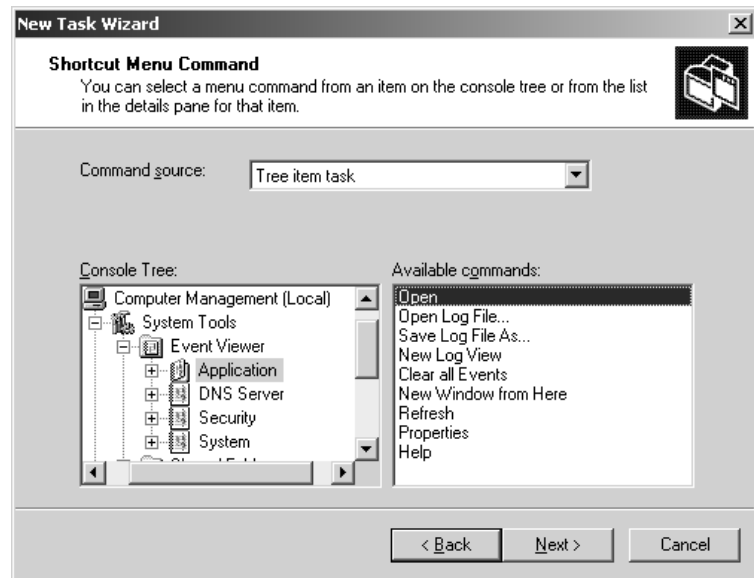 New Task Wizard
Shortcut Menu Command
You can select a menu command from an item on the console tree or from the list
in the details pane for that item.
Command source:
Tree item task
Console Tree:
Computer Management (Local)
System Tools
Event Viewer
Application
DNS Server
Security
System
Available commands:
Open
Open Log File...
Save Log File As...
New Log View
Clear all Events
New Window from Here
Refresh
Properties
Help
< Back
Next >
Cancel